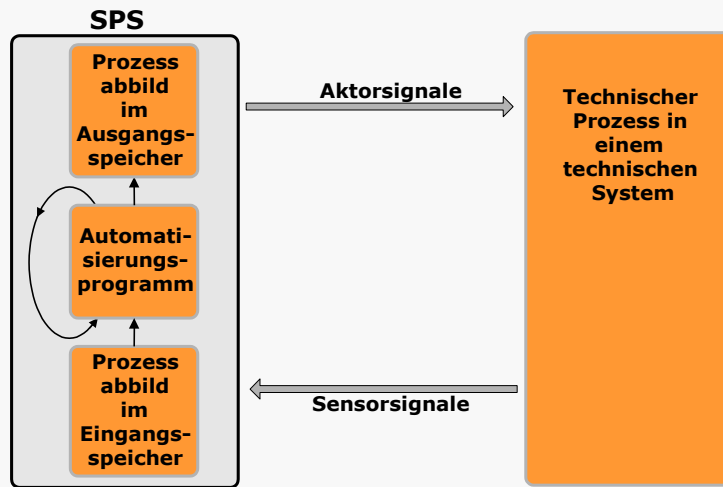 SPS
Prozess
abbild
im
Ausgangs-
speicher
Automati-
sierungs-
programm
Prozess
abbild
im
Eingangs-
speicher
Aktorsignale
Sensorsignale
Technischer
Prozess in
einem
technischen
System